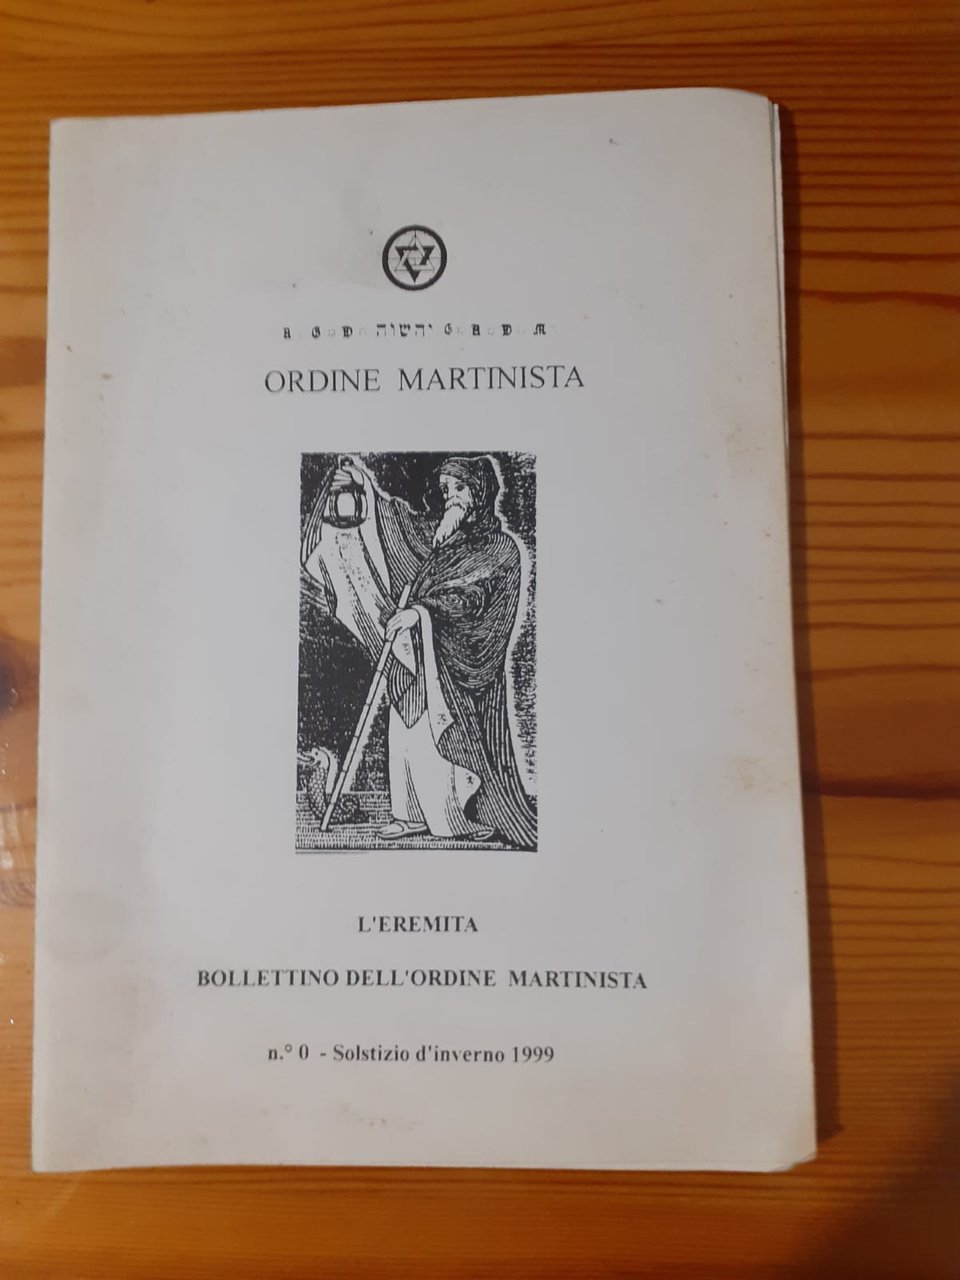 יהשוה
ORDINE MARTINISTA
L'EREMITA
BOLLETTINO DELL'ORDINE MARTINISTA
n.° 0 - Solstizio d'inverno 1999